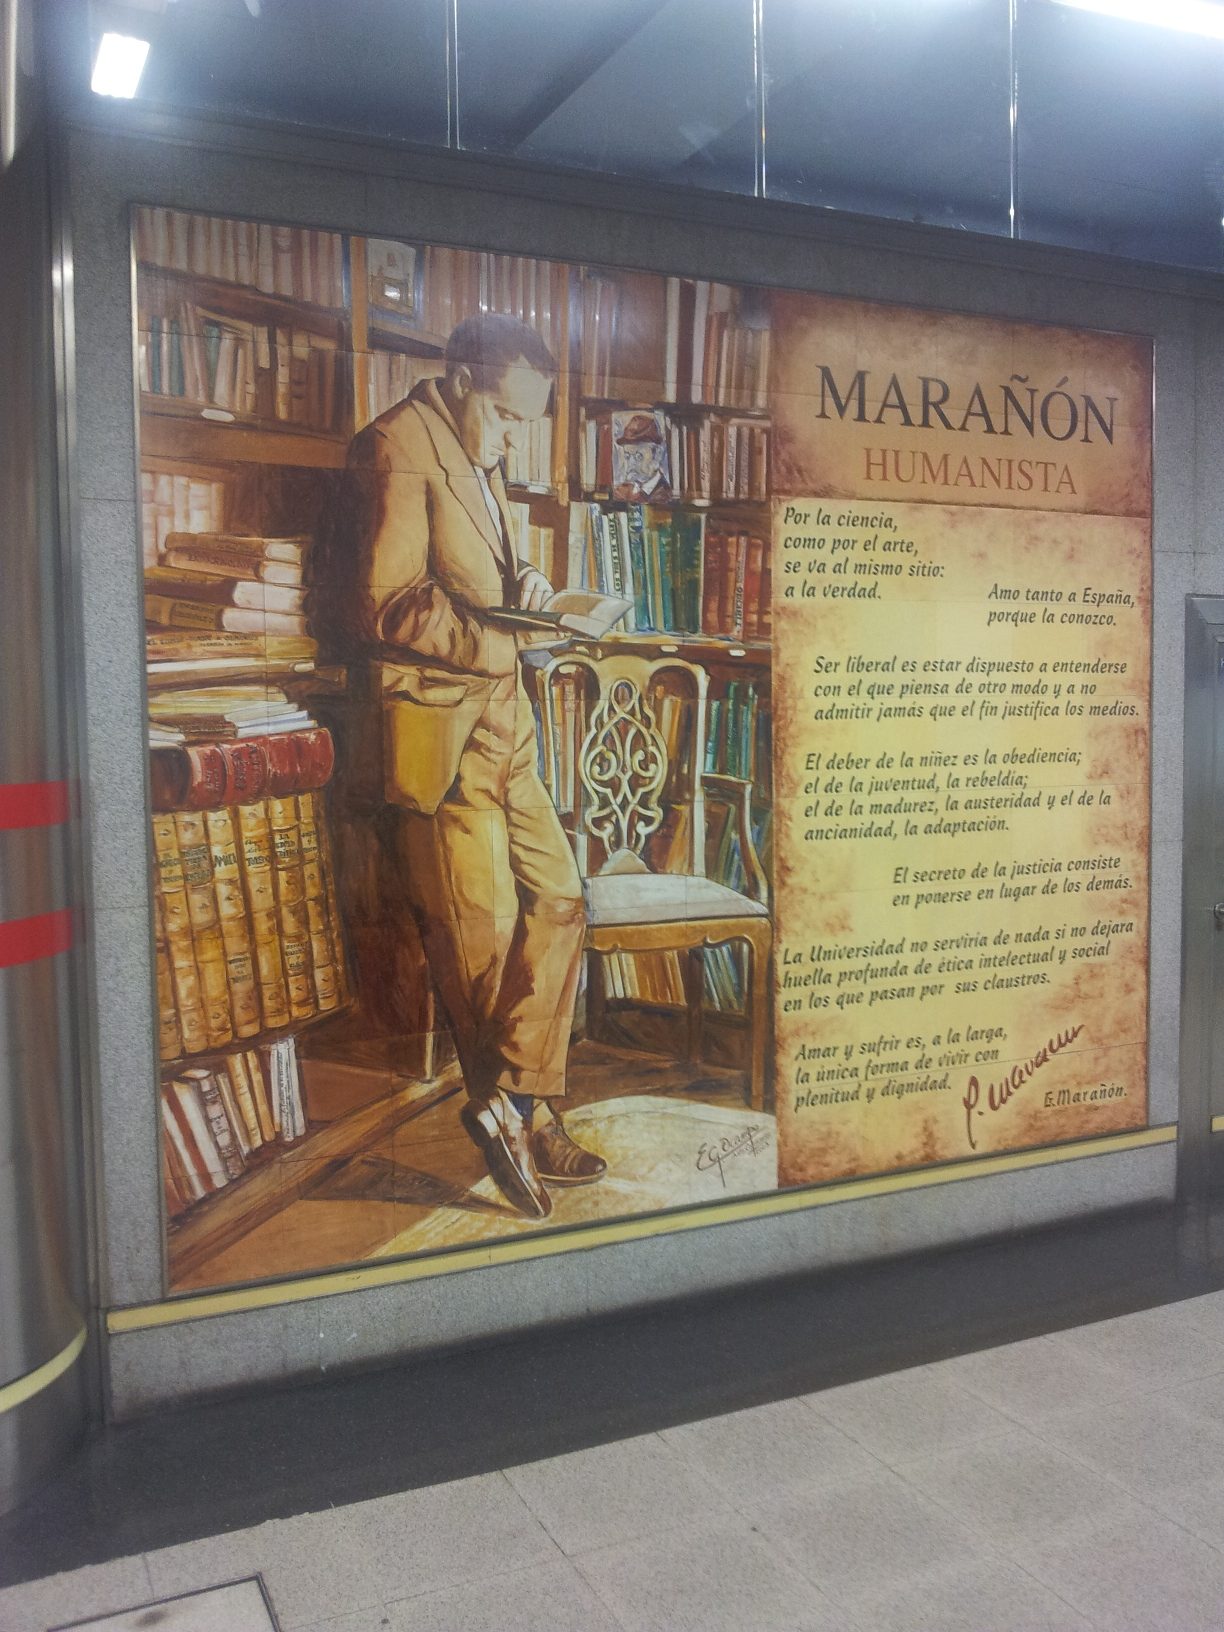 MARAÑÓN
HUMANISTA
Por la ciencia,
como por el arte,
se va al mismo sitio:
a la verdad.
Amo tanto a España,
porque la conozco.
Ser liberal es estar dispuesto a entenderse
con el que piensa de otro modo y a no
admitir jamás que el fin justifica los medios.
El deber de la niñez es la obediencia;
el de la juventud, la rebeldía;
el de la madurez, la austeridad y el de la
ancianidad, la adaptación.
El secreto de la justicia consiste
en ponerse en lugar de los demás.
La Universidad no serviría de nada si no dejara
huella profunda de ética intelectual y social
en los que pasan por sus claustros.
Amar y sufrir es, a la larga,
la única forma de vivir con
plenitud y dignidad.
G. Marañón
G.Marañón.
EG Ocampo